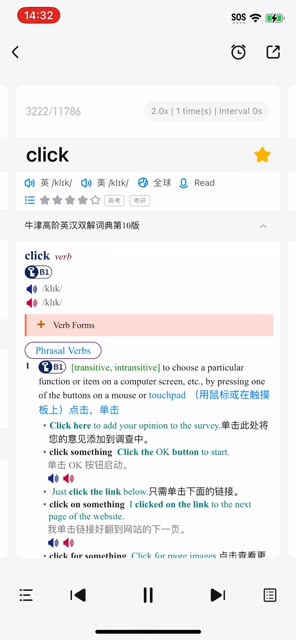 14:32
SOS
3222/11786
2.0x | 1 time(s) | Interval 0s
click
英 /klɪk/ 美 /klɪk/ 全球 Read
高考 考研
牛津高阶英汉双解词典第10版
click verb
B1
/klɪk/
/klɪk/
+ Verb Forms
Phrasal Verbs
1 B1 [transitive, intransitive] to choose a particular
function or item on a computer screen, etc., by pressing one
of the buttons on a mouse or touchpad （用鼠标或在触摸
板上）点击，单击
• Click here to add your opinion to the survey.单击此处将
您的意见添加到调查中。
• click something Click the OK button to start.
单击 OK 按钮启动。
• Just click the link below.只需单击下面的链接。
• click on something I clicked on the link to the next
page of the website.
我单击链接好翻到网站的下一页。
• click for something Click for more images.点击查看更